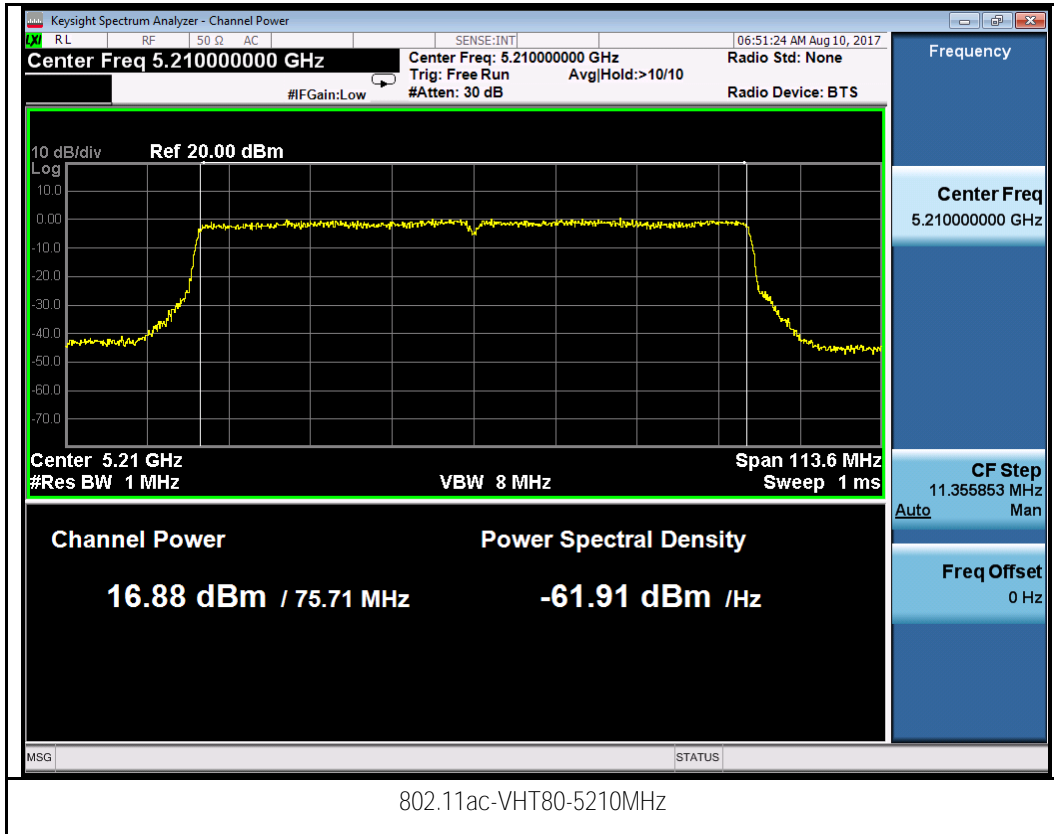 Keysight Spectrum Analyzer - Channel Power
LXI RL RF 50 Ω AC SENSE:INT 06:51:24 AM Aug 10, 2017
Center Freq 5.210000000 GHz
Center Freq: 5.210000000 GHz Radio Std: None
Trig: Free Run Avg|Hold:>10/10
#IFGain:Low #Atten: 30 dB Radio Device: BTS
10 dB/div Ref 20.00 dBm
Log
10.0
0.00
-10.0
-20.0
-30.0
-40.0
-50.0
-60.0
-70.0
Center 5.21 GHz Span 113.6 MHz
#Res BW 1 MHz VBW 8 MHz Sweep 1 ms
Channel Power Power Spectral Density
16.88 dBm / 75.71 MHz -61.91 dBm /Hz
MSG STATUS
Frequency
Center Freq
5.210000000 GHz
CF Step
11.355853 MHz
Auto Man
Freq Offset
0 Hz
802.11ac-VHT80-5210MHz